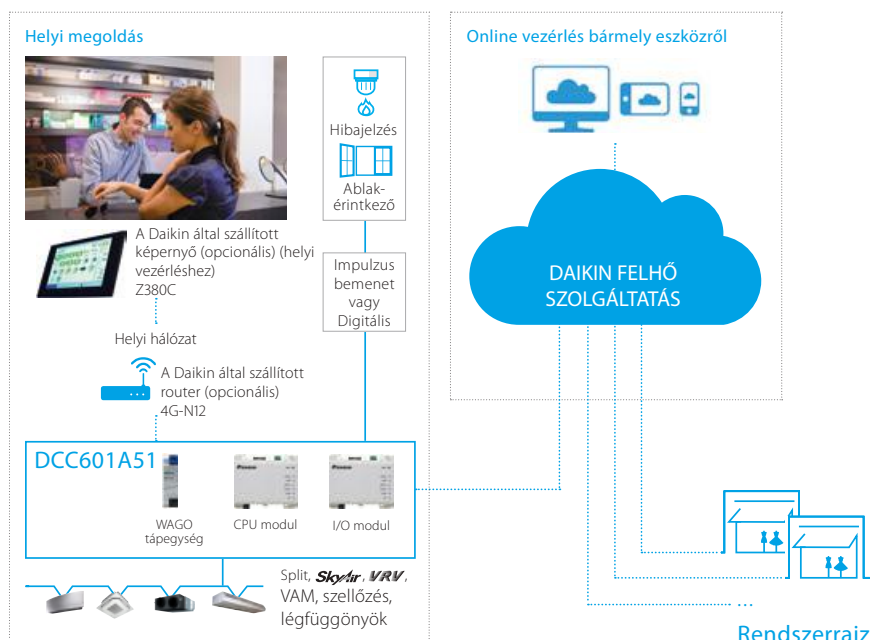 Helyi megoldás
Hibajelzés
Ablak-
érintkező
A Daikin által szállított
képernyő (opcionális) (helyi
vezérléshez)
Z380C
Impulzus
bemenet
vagy
Digitális
Helyi hálózat
A Daikin által szállított
router (opcionális)
4G-N12
DCC601A51
WAGO
tápegység
CPU modul
I/O modul
Split, SkyAir, VRV,
VAM, szellőzés,
légfüggönyök
Online vezérlés bármely eszközről
DAIKIN FELHŐ
SZOLGÁLTATÁS
...
Rendszerrajz